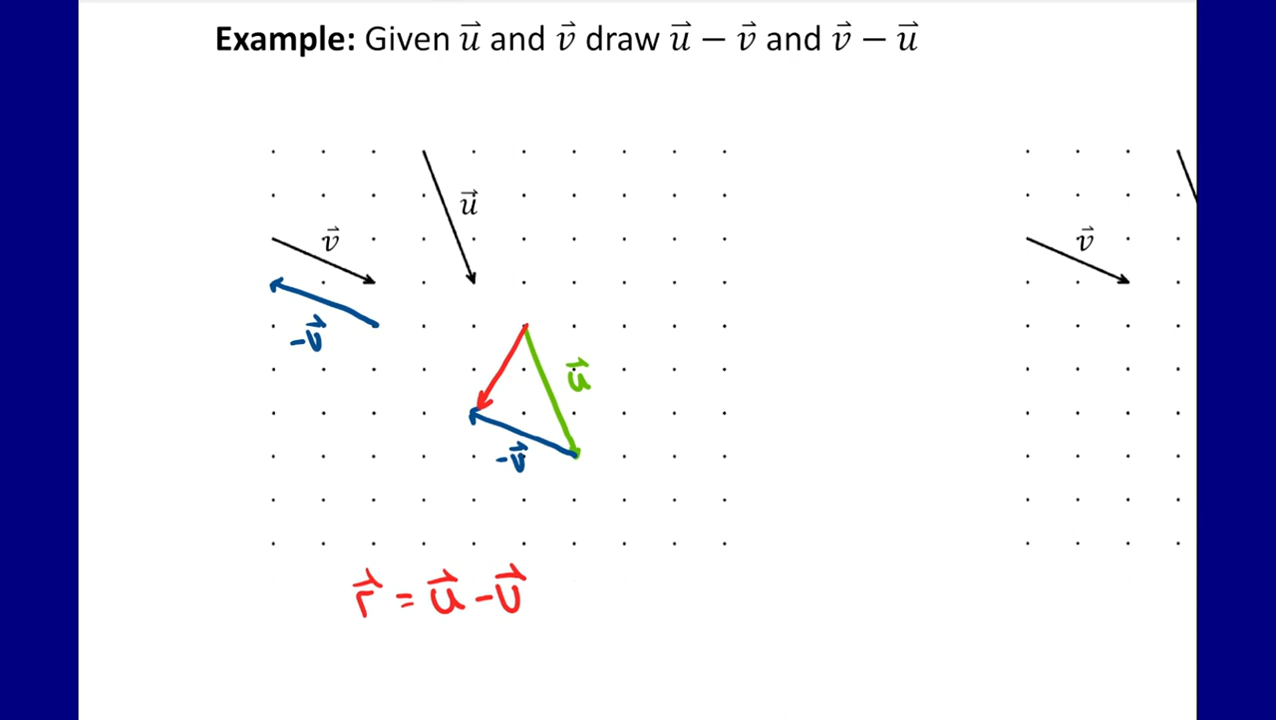 Example: Given u⃗ and v⃗ draw u⃗ − v⃗ and v⃗ − u⃗
u⃗
v⃗
v⃗
-v⃗
u⃗
-v⃗
r⃗ = u⃗ - v⃗